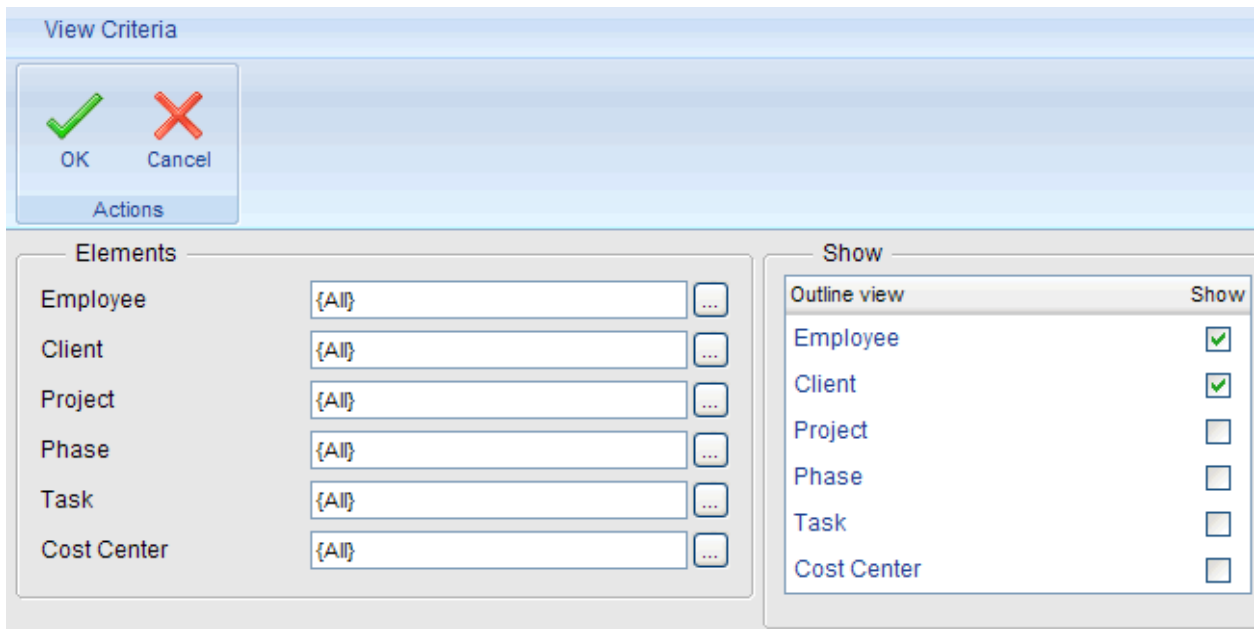 View Criteria
OK Cancel
Actions
Elements
Employee {All} ...
Client {All} ...
Project {All} ...
Phase {All} ...
Task {All} ...
Cost Center {All} ...
Show
Outline view Show
Employee
Client
Project
Phase
Task
Cost Center